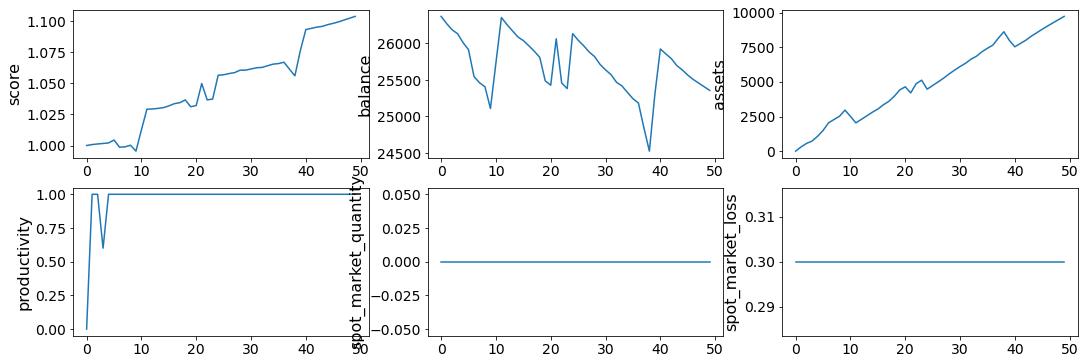 score
1.100
1.075
1.050
1.025
1.000
0 10 20 30 40 50
balance
26000
25500
25000
24500
0 10 20 30 40 50
assets
10000
7500
5000
2500
0
0 10 20 30 40 50
productivity
1.00
0.75
0.50
0.25
0.00
0 10 20 30 40 50
spot_market_quantity
0.050
0.025
0.000
−0.025
−0.050
0 10 20 30 40 50
spot_market_loss
0.31
0.30
0.29
0 10 20 30 40 50